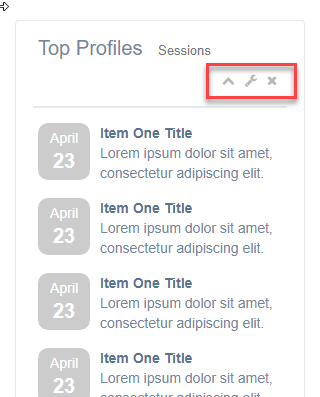 Top Profiles Sessions
April
23
Item One Title
Lorem ipsum dolor sit amet,
consectetur adipiscing elit.
April
23
Item One Title
Lorem ipsum dolor sit amet,
consectetur adipiscing elit.
April
23
Item One Title
Lorem ipsum dolor sit amet,
consectetur adipiscing elit.
April
23
Item One Title
Lorem ipsum dolor sit amet,
consectetur adipiscing elit.